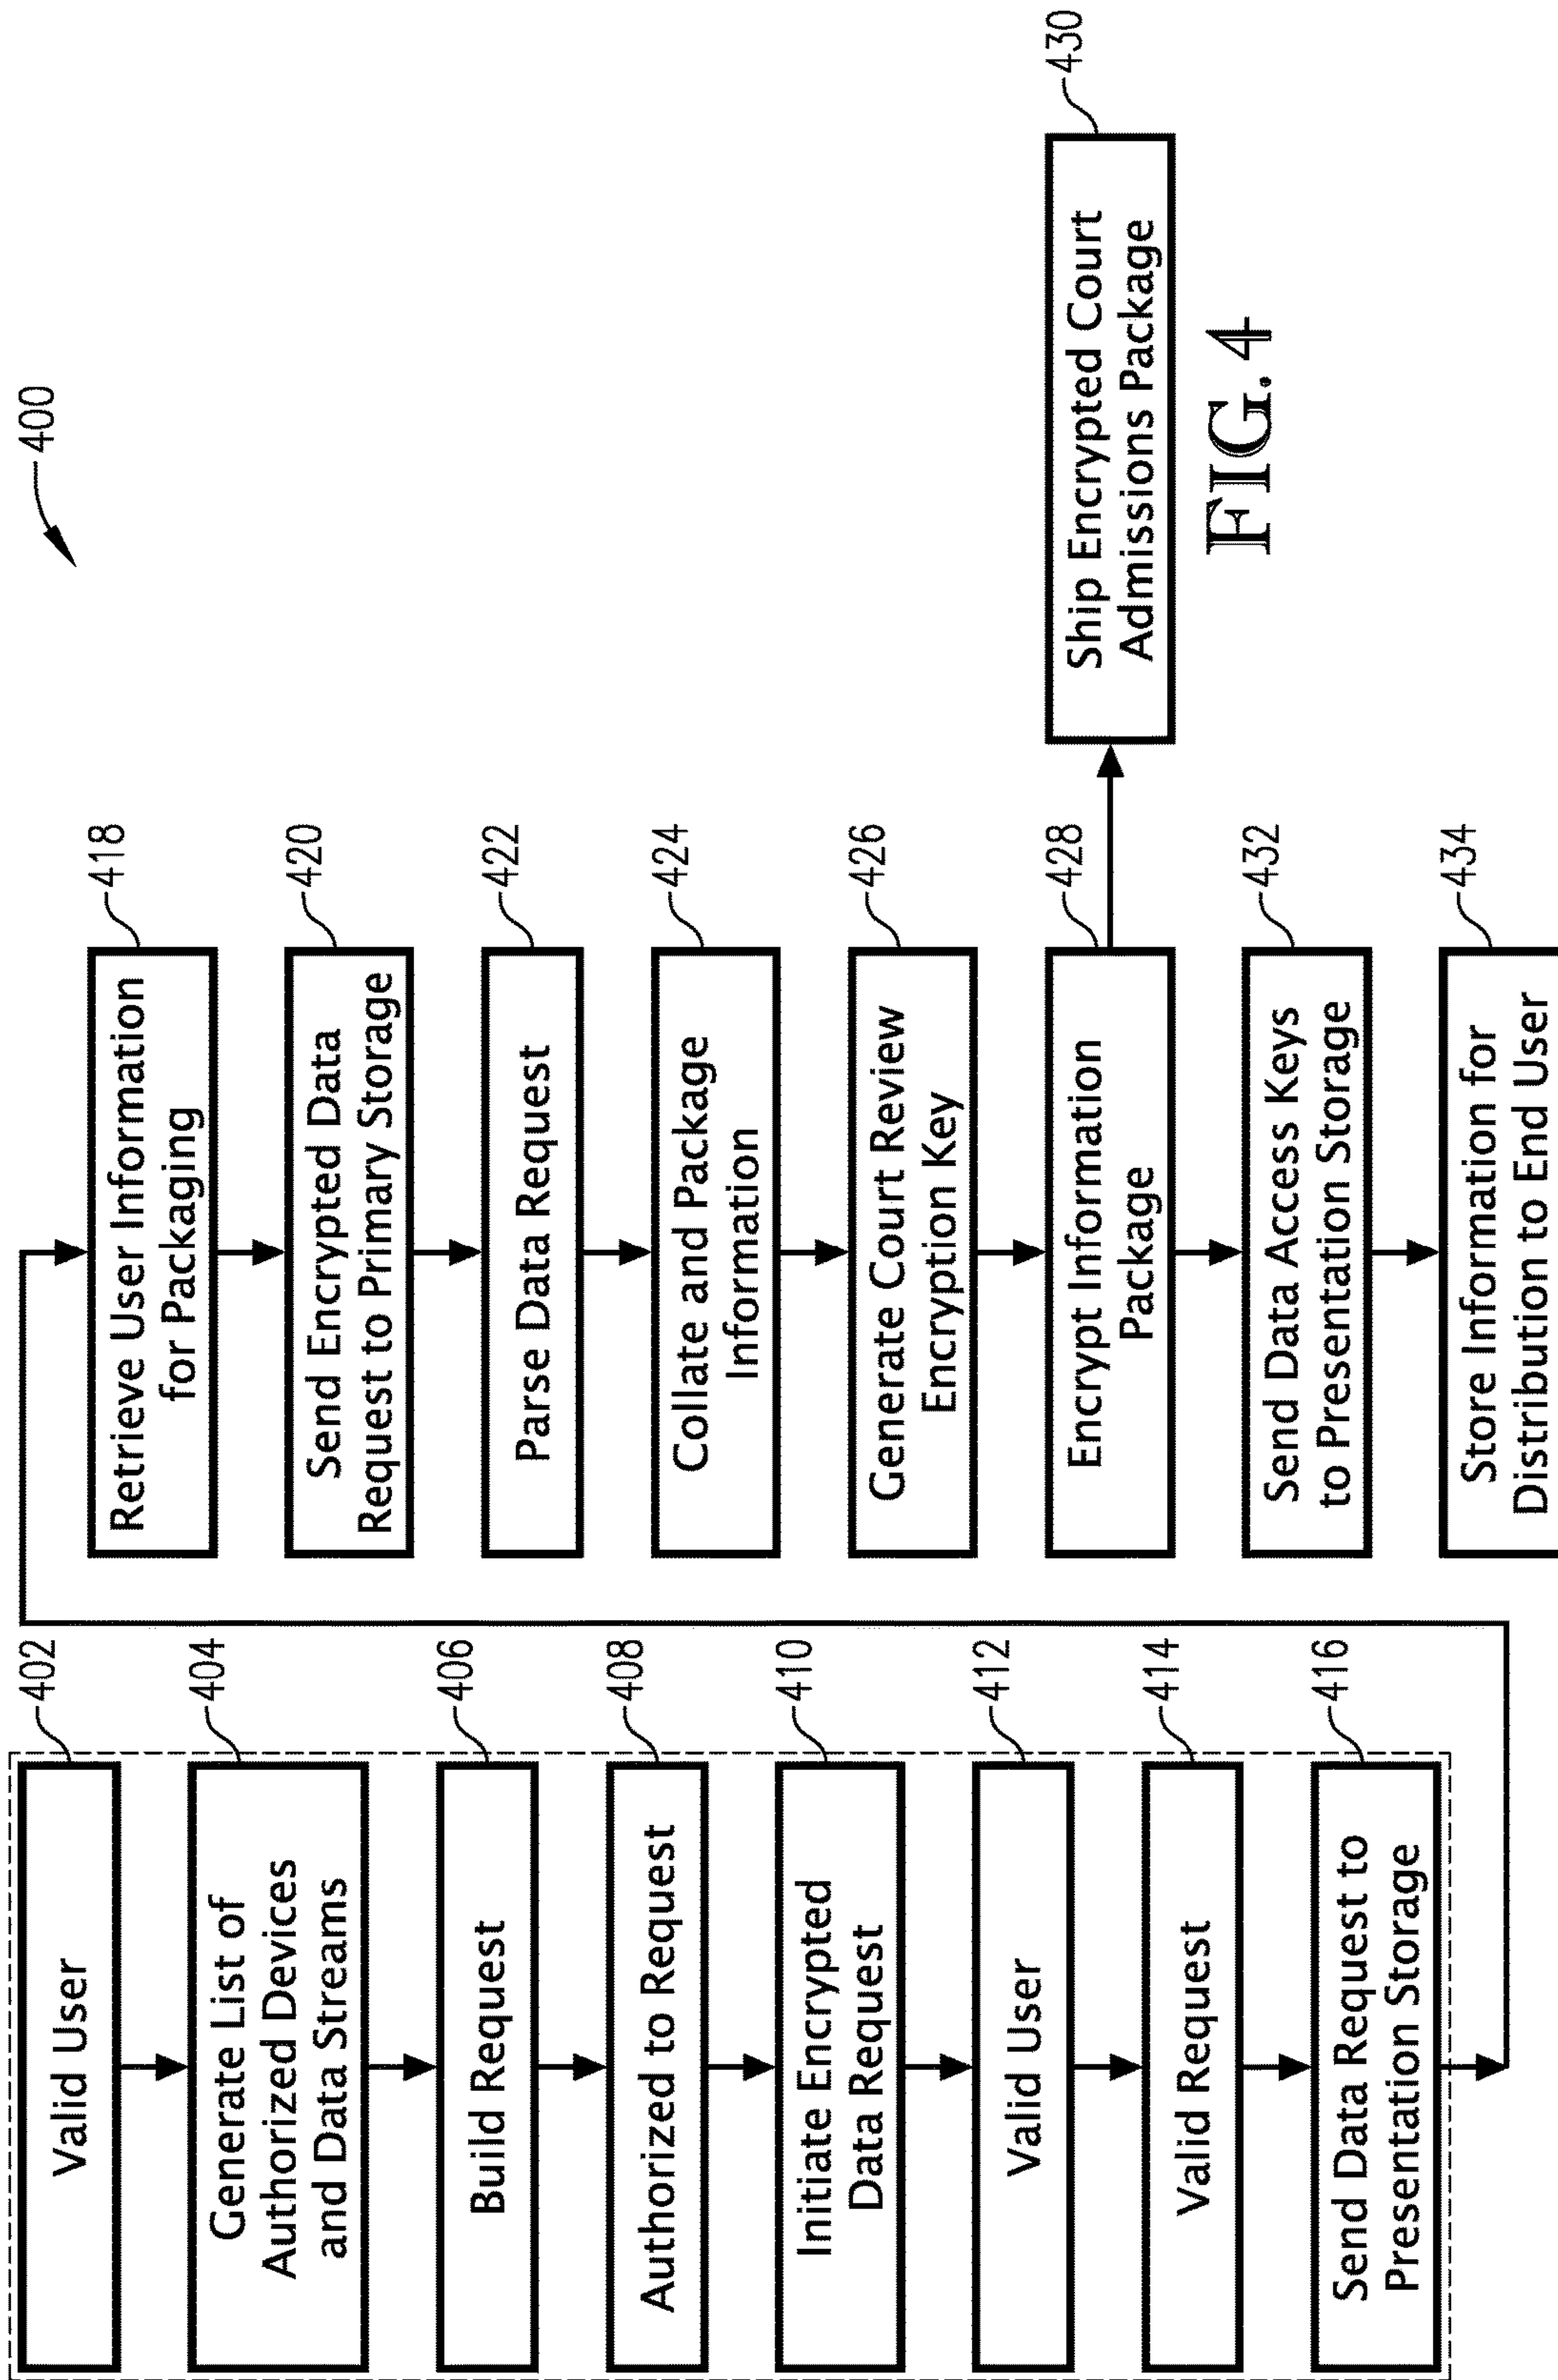 400
402
Valid User
404
Generate List of
Authorized Devices
and Data Streams
406
Build Request
408
Authorized to Request
410
Initiate Encrypted
Data Request
412
Valid User
414
Valid Request
416
Send Data Request to
Presentation Storage
418
Retrieve User Information
for Packaging
420
Send Encrypted Data
Request to Primary Storage
422
Parse Data Request
424
Collate and Package
Information
426
Generate Court Review
Encryption Key
428
Encrypt Information
Package
432
Send Data Access Keys
to Presentation Storage
434
Store Information for
Distribution to End User
430
Ship Encrypted Court
Admissions Package
FIG. 4